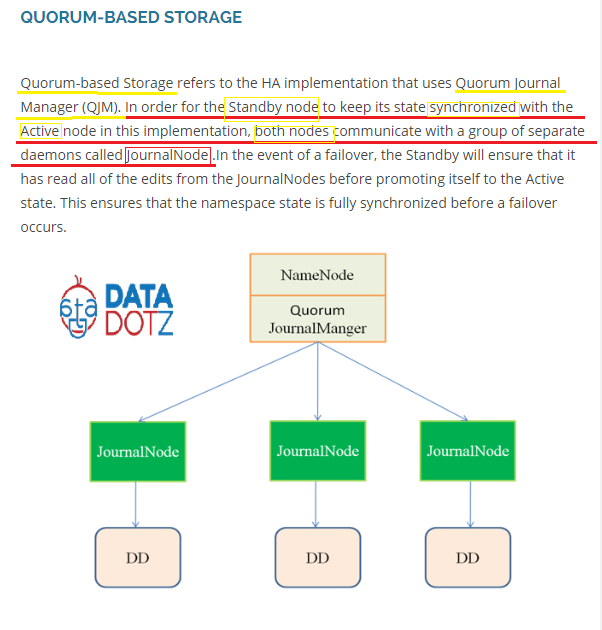 QUORUM-BASED STORAGE
Quorum-based Storage refers to the HA implementation that uses Quorum Journal
Manager (QJM). In order for the Standby node to keep its state synchronized with the
Active node in this implementation, both nodes communicate with a group of separate
daemons called JournalNode.In the event of a failover, the Standby will ensure that it
has read all of the edits from the JournalNodes before promoting itself to the Active
state. This ensures that the namespace state is fully synchronized before a failover
occurs.
NameNode
DATA
DOTZ
Quorum
JournalManger
JournalNode
JournalNode
JournalNode
DD
DD
DD